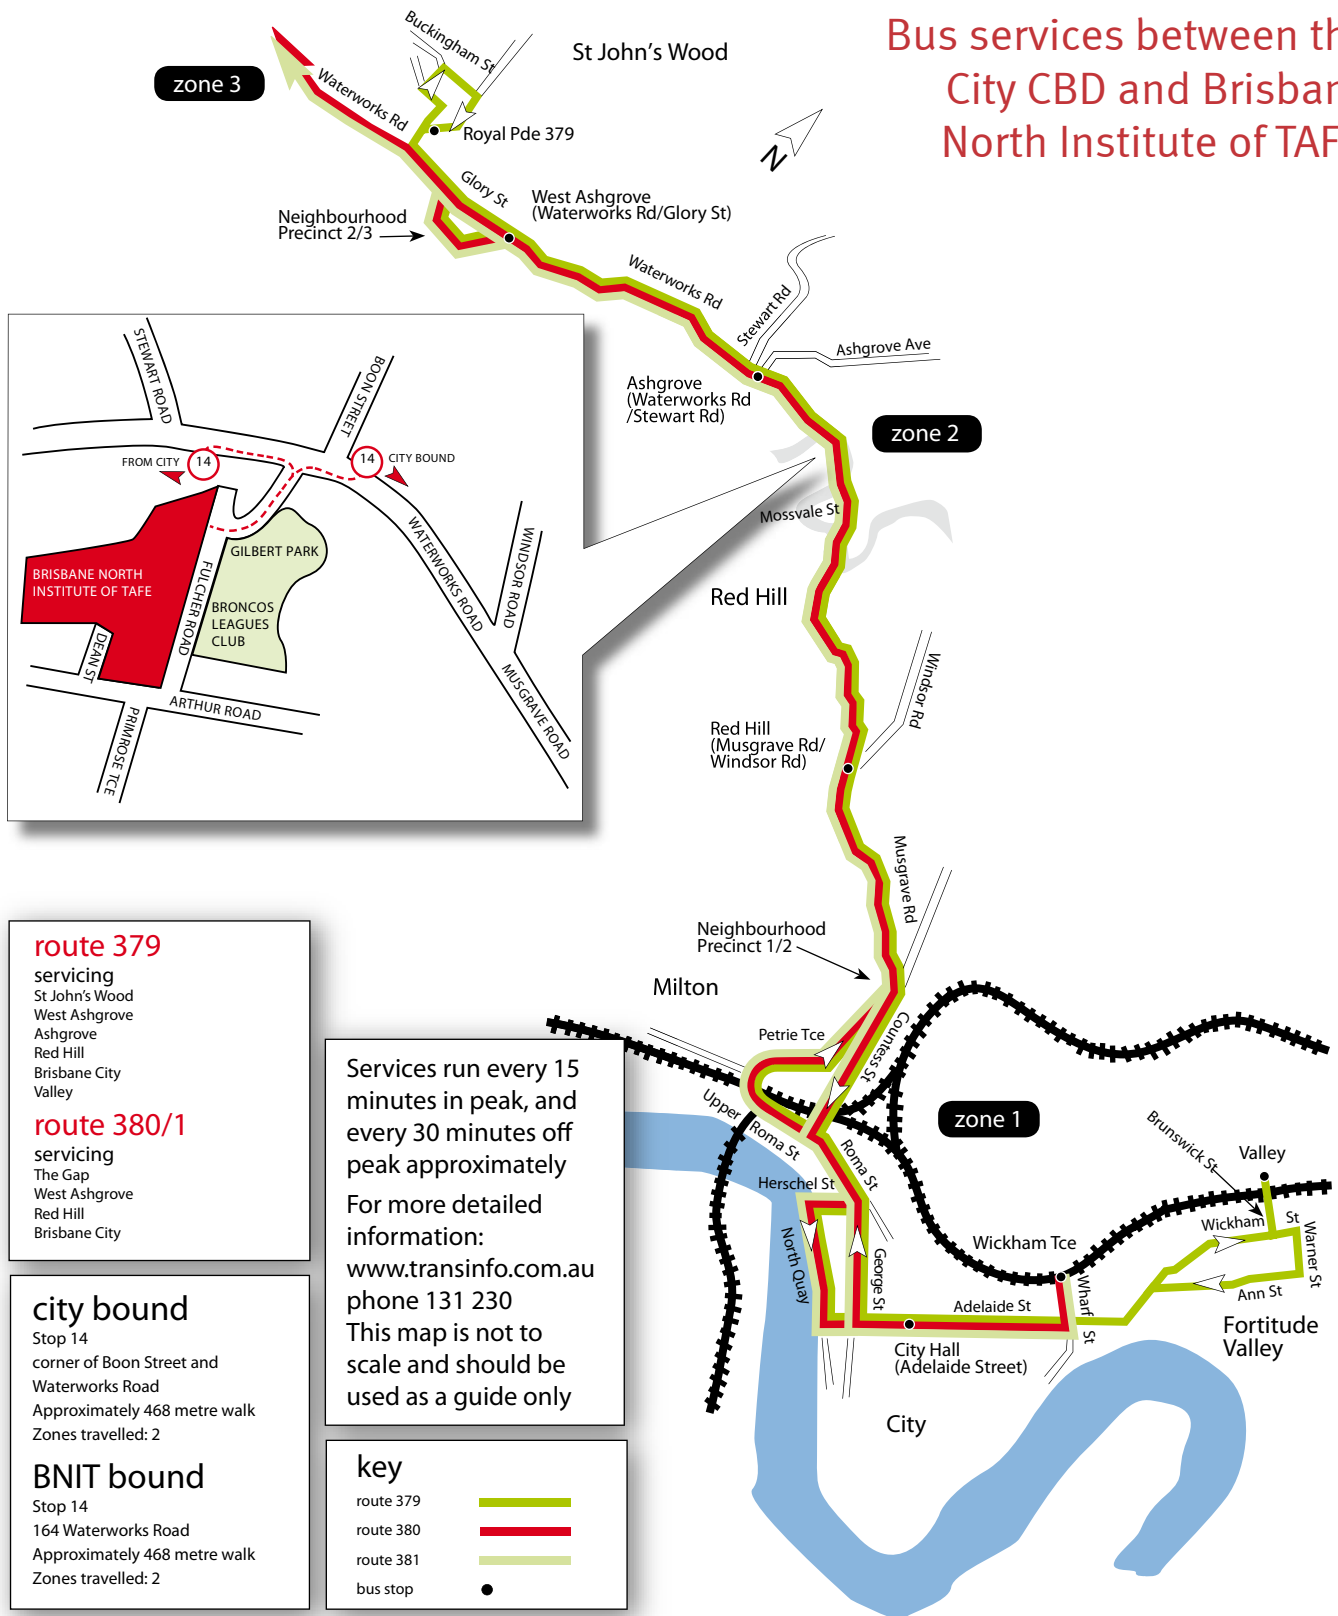 Bus services between th
City CBD and Brisban
North Institute of TAF
Buckingham St
St John's Wood
zone 3
Waterworks Rd
Royal Pde 379
N
Glory St
West Ashgrove
(Waterworks Rd/Glory St)
Neighbourhood
Precinct 2/3
Waterworks Rd
Stewart Rd
Ashgrove Ave
Ashgrove
(Waterworks Rd
/Stewart Rd)
zone 2
Mossvale St
Red Hill
Windsor Rd
Red Hill
(Musgrave Rd/
Windsor Rd)
Musgrave Rd
Neighbourhood
Precinct 1/2
Milton
Petrie Tce
Countess St
Upper
Roma St
Roma St
zone 1
Herschel St
North Quay
George St
Brunswick St
Valley
Wickham
St
Warner St
Ann St
Wickham Tce
Wharf
St
Adelaide St
City Hall
(Adelaide Street)
Fortitude
Valley
City
STEWART ROAD
BOON STREET
FROM CITY
14
14
CITY BOUND
WATERWORKS ROAD
WINDSOR ROAD
GILBERT PARK
BRISBANE NORTH
INSTITUTE OF TAFE
FULCHER ROAD
BRONCOS
LEAGUES
CLUB
DEAN ST
ARTHUR ROAD
PRIMROSE TCE
MUSGRAVE ROAD
route 379
servicing
St John's Wood
West Ashgrove
Ashgrove
Red Hill
Brisbane City
Valley
route 380/1
servicing
The Gap
West Ashgrove
Red Hill
Brisbane City
city bound
Stop 14
corner of Boon Street and
Waterworks Road
Approximately 468 metre walk
Zones travelled: 2
BNIT bound
Stop 14
164 Waterworks Road
Approximately 468 metre walk
Zones travelled: 2
Services run every 15
minutes in peak, and
every 30 minutes off
peak approximately
For more detailed
information:
www.transinfo.com.au
phone 131 230
This map is not to
scale and should be
used as a guide only
key
route 379
route 380
route 381
bus stop